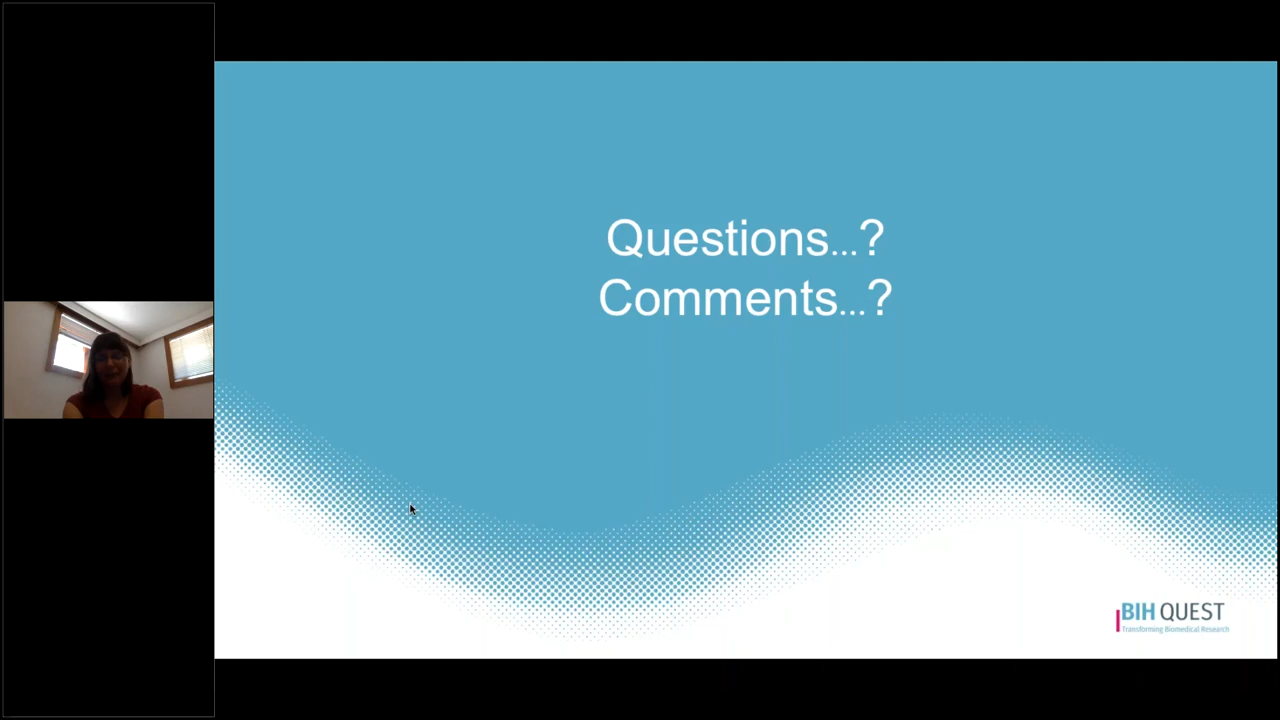 Questions...?
Comments...?
BIH QUEST
Transforming Biomedical Research